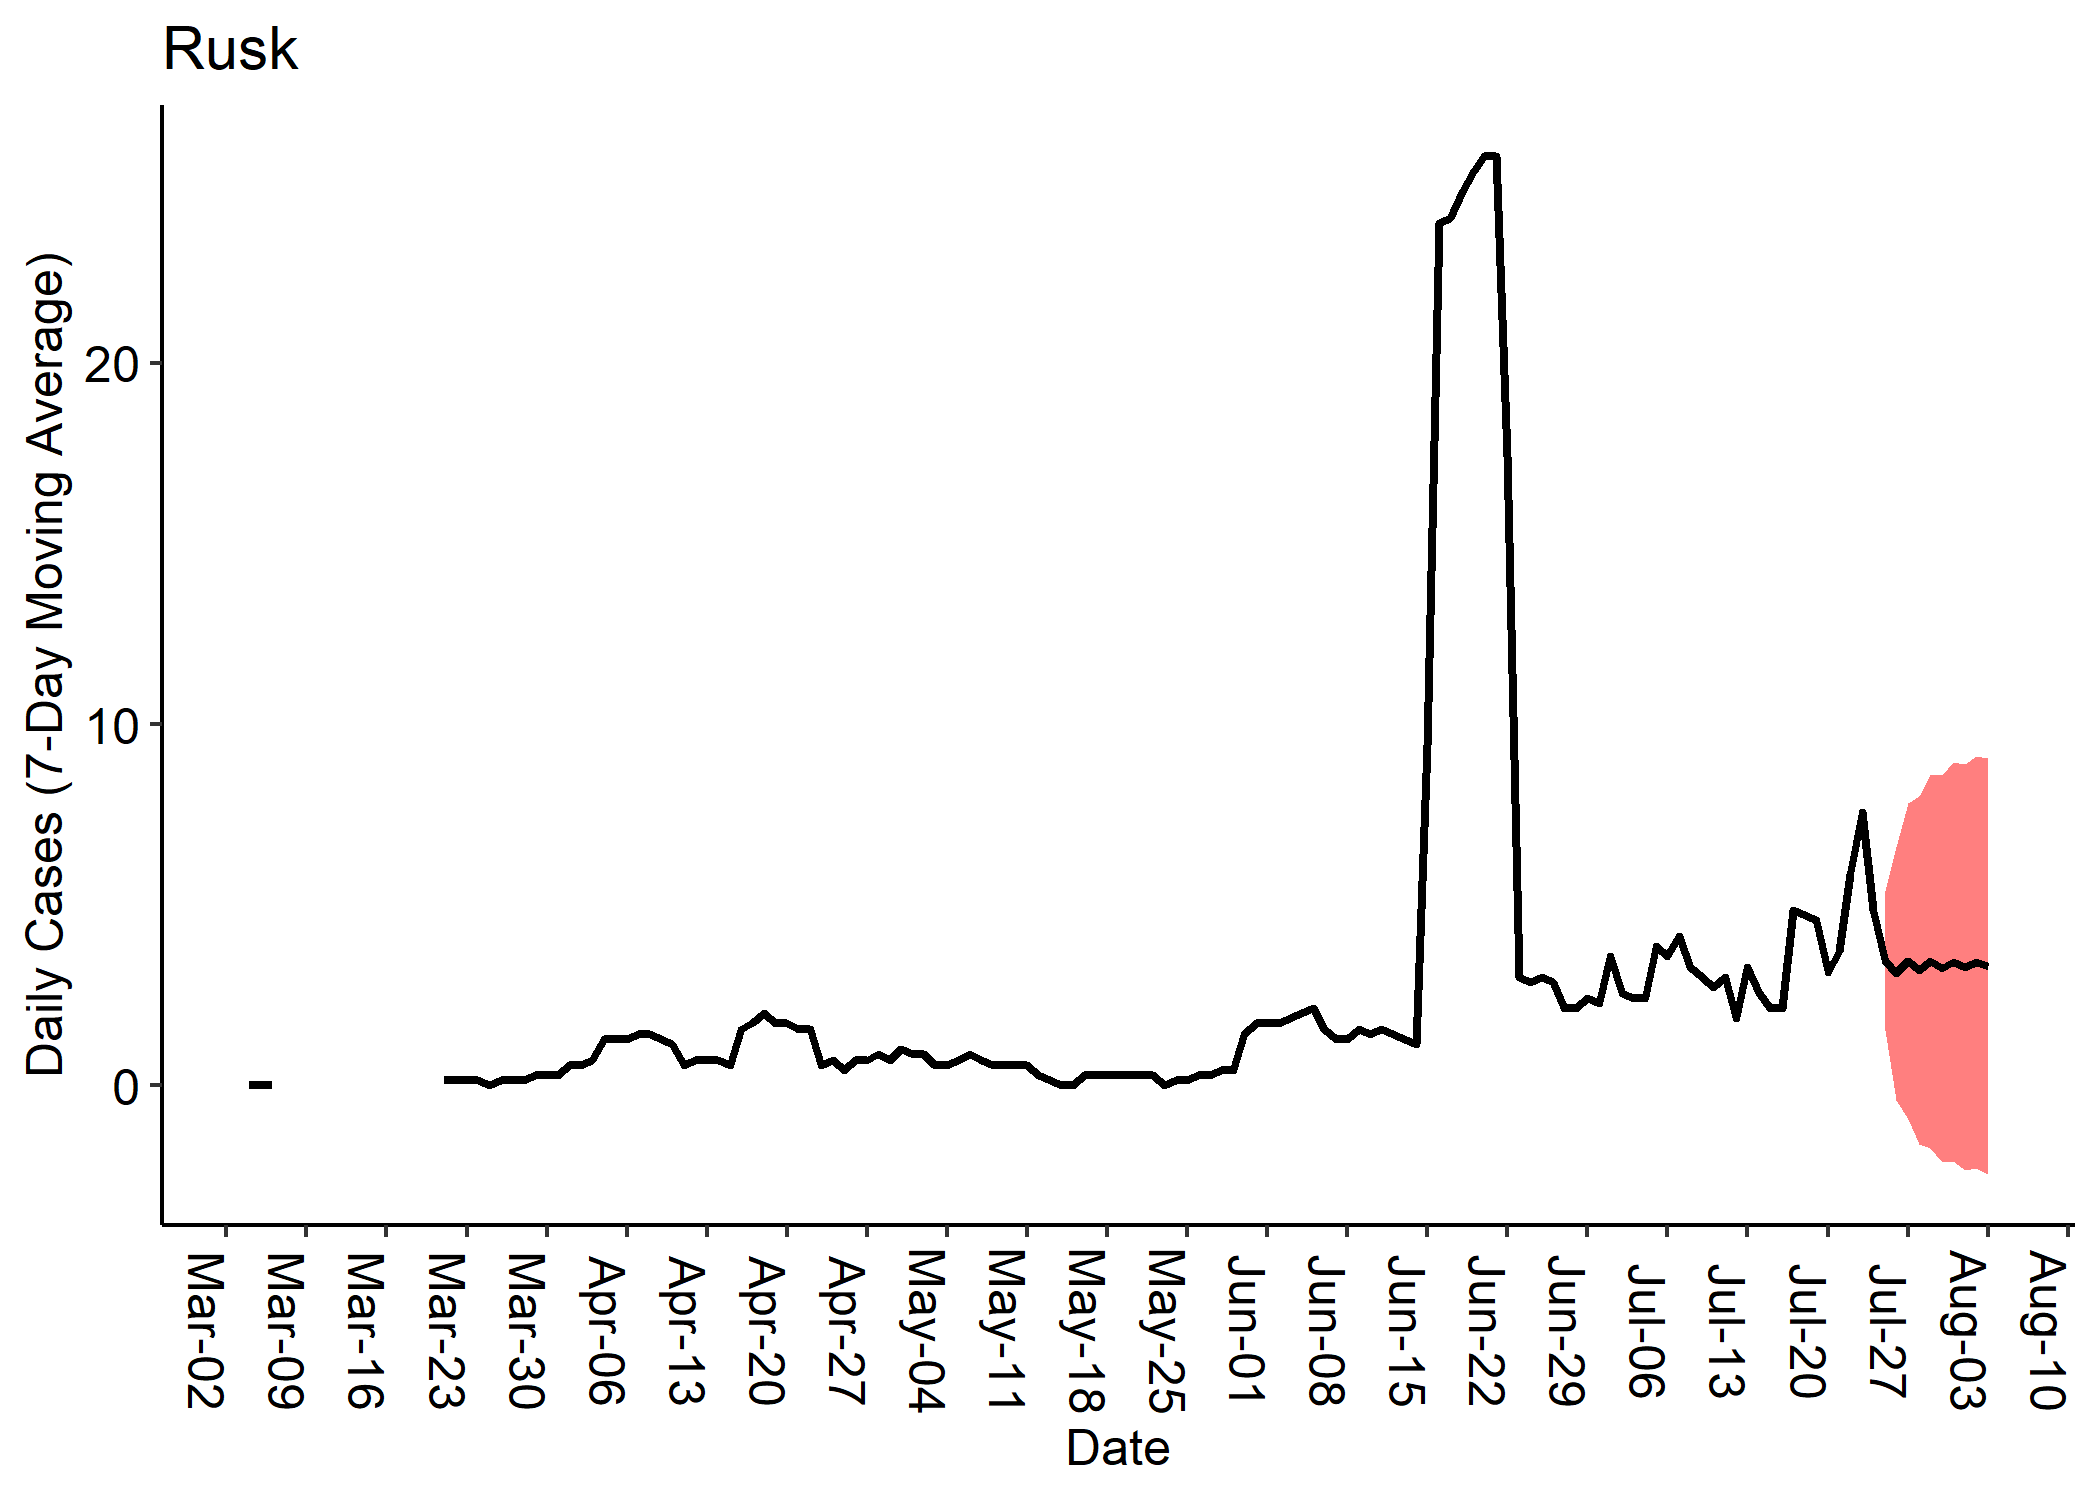 Rusk
Daily Cases (7-Day Moving Average)
20
10
0
Mar-02
Mar-09
Mar-16
Mar-23
Mar-30
Apr-06
Apr-13
Apr-20
Apr-27
May-04
May-11
May-18
May-25
Jun-01
Jun-08
Jun-15
Jun-22
Jun-29
Jul-06
Jul-13
Jul-20
Jul-27
Aug-03
Aug-10
Date